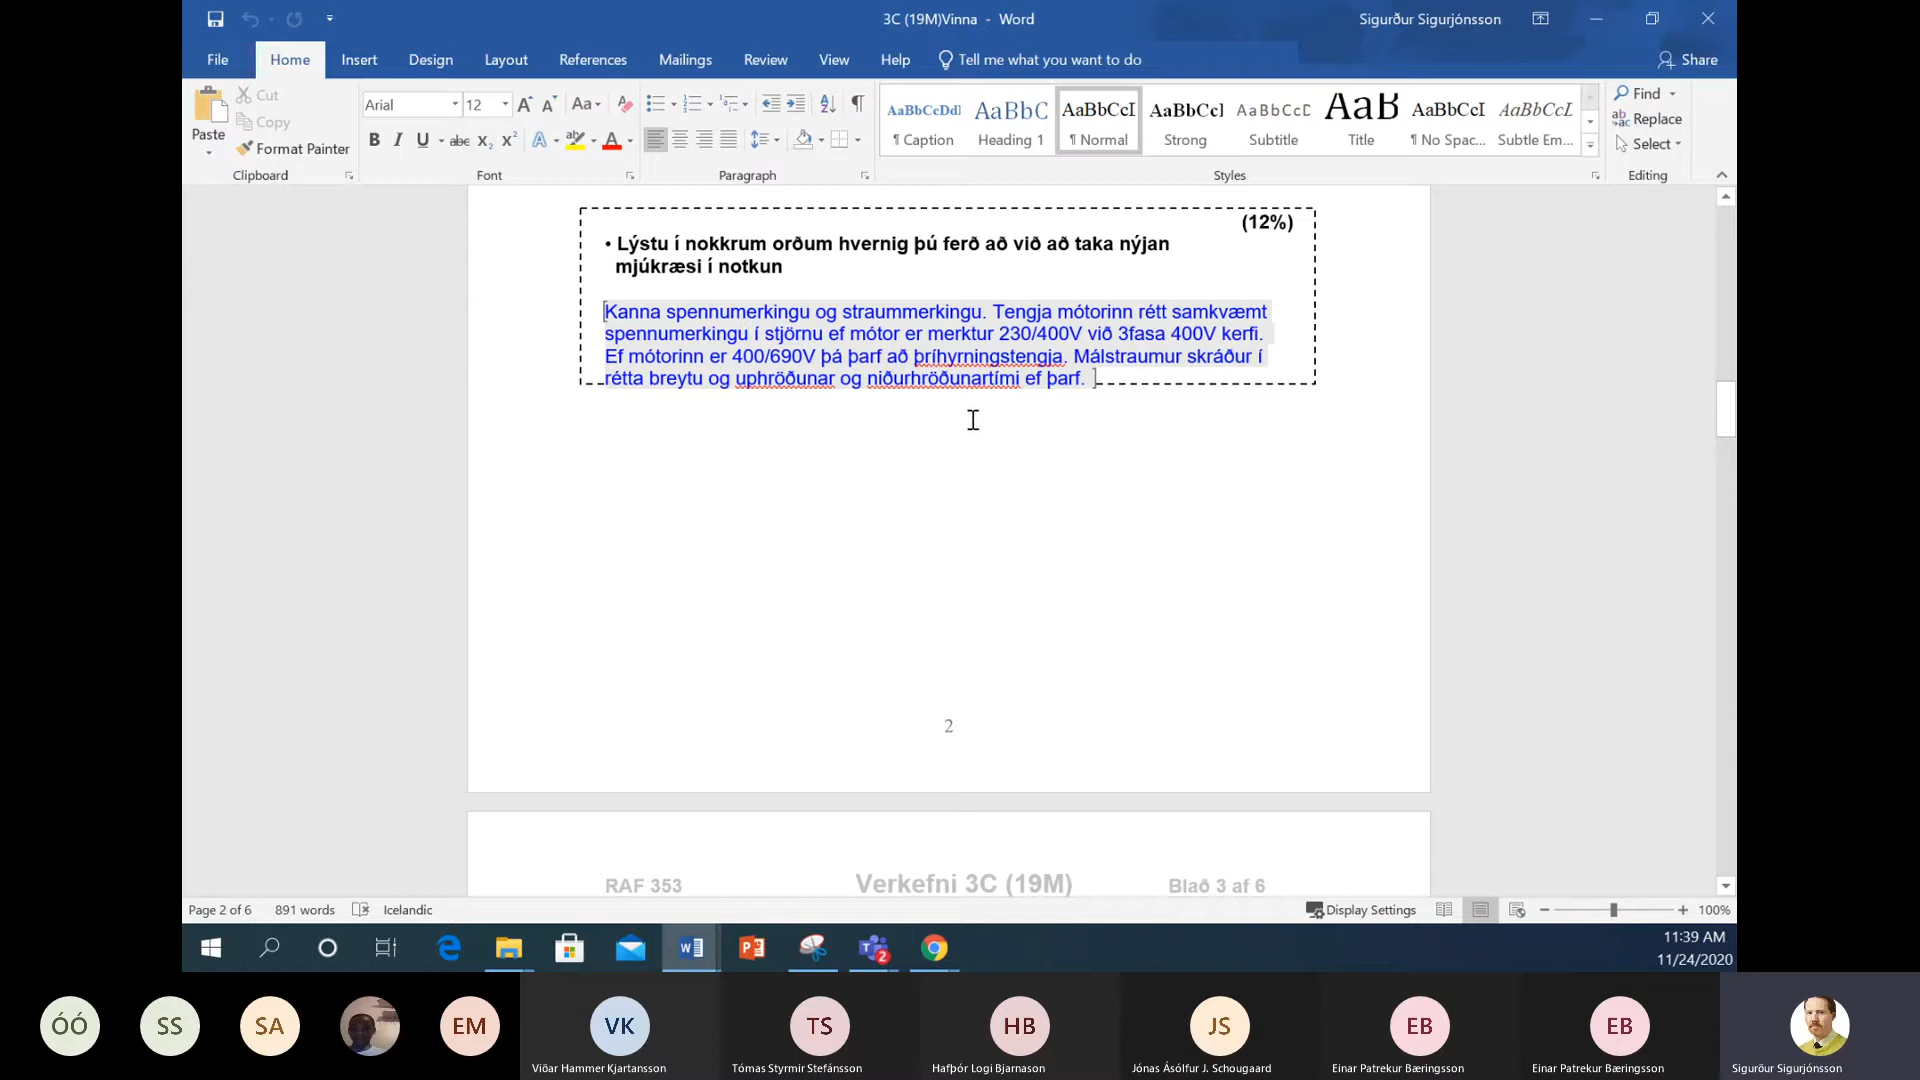 3C (19M)Vinna - Word
Sigurður Sigurjónsson
File Home Insert Design Layout References Mailings Review View Help Tell me what you want to do Share
Paste
Cut
Copy
Format Painter
Clipboard
Arial 12
Font
Paragraph
AaBbCcDdI AaBbC AaBbCcI AaBbCcI AaBbCcD AaB AaBbCcI AaBbCcL
¶ Caption Heading 1 ¶ Normal Strong Subtitle Title ¶ No Spac... Subtle Em...
Styles
Find
Replace
Select
Editing
(12%)
• Lýstu í nokkrum orðum hvernig þú ferð að við að taka nýjan
mjúkræsi í notkun
Kanna spennumerkingu og straummerkingu. Tengja mótorinn rétt samkvæmt
spennumerkingu í stjörnu ef mótor er merktur 230/400V við 3fasa 400V kerfi.
Ef mótorinn er 400/690V þá þarf að þríhyrningstengja. Málstraumur skráður í
rétta breytu og uphröðunar og niðurhröðunartími ef þarf.
2
RAF 353 Verkefni 3C (19M) Blað 3 af 6
Page 2 of 6 891 words Icelandic Display Settings 100%
11:39 AM
11/24/2020
2
ÓÓ SS SA EM VK TS HB JS EB EB
Viðar Hammer Kjartansson Tómas Styrmir Stefánsson Hafþór Logi Bjarnason Jónas Ásólfur J. Schougaard Einar Patrekur Bæringsson Einar Patrekur Bæringsson Sigurður Sigurjónsson